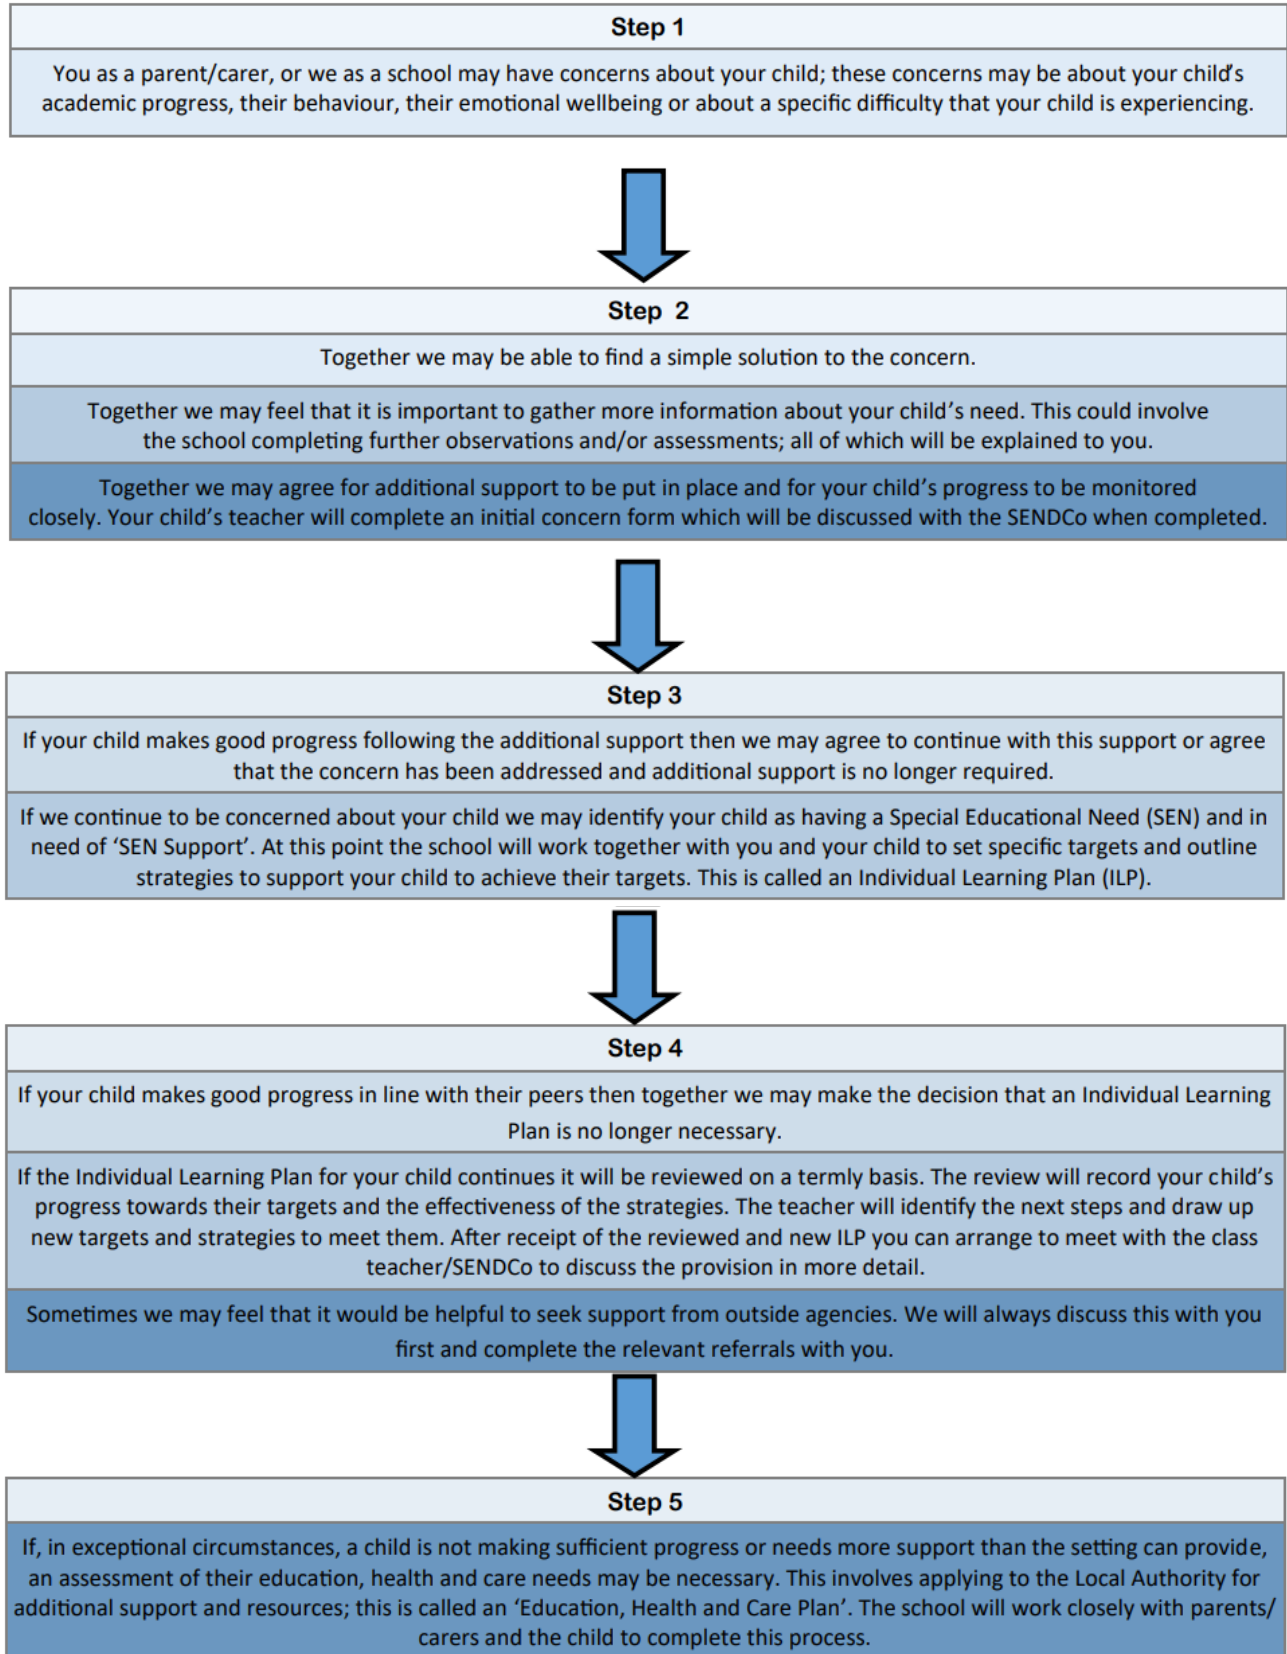 Step 1
You as a parent/carer, or we as a school may have concerns about your child; these concerns may be about your child's
academic progress, their behaviour, their emotional wellbeing or about a specific difficulty that your child is experiencing.
Step 2
Together we may be able to find a simple solution to the concern.
Together we may feel that it is important to gather more information about your child's need. This could involve
the school completing further observations and/or assessments; all of which will be explained to you.
Together we may agree for additional support to be put in place and for your child's progress to be monitored
closely. Your child's teacher will complete an initial concern form which will be discussed with the SENDCo when completed.
Step 3
If your child makes good progress following the additional support then we may agree to continue with this support or agree
that the concern has been addressed and additional support is no longer required.
If we continue to be concerned about your child we may identify your child as having a Special Educational Need (SEN) and in
need of 'SEN Support'. At this point the school will work together with you and your child to set specific targets and outline
strategies to support your child to achieve their targets. This is called an Individual Learning Plan (ILP).
Step 4
If your child makes good progress in line with their peers then together we may make the decision that an Individual Learning
Plan is no longer necessary.
If the Individual Learning Plan for your child continues it will be reviewed on a termly basis. The review will record your child's
progress towards their targets and the effectiveness of the strategies. The teacher will identify the next steps and draw up
new targets and strategies to meet them. After receipt of the reviewed and new ILP you can arrange to meet with the class
teacher/SENDCo to discuss the provision in more detail.
Sometimes we may feel that it would be helpful to seek support from outside agencies. We will always discuss this with you
first and complete the relevant referrals with you.
Step 5
If, in exceptional circumstances, a child is not making sufficient progress or needs more support than the setting can provide,
an assessment of their education, health and care needs may be necessary. This involves applying to the Local Authority for
additional support and resources; this is called an 'Education, Health and Care Plan'. The school will work closely with parents/
carers and the child to complete this process.